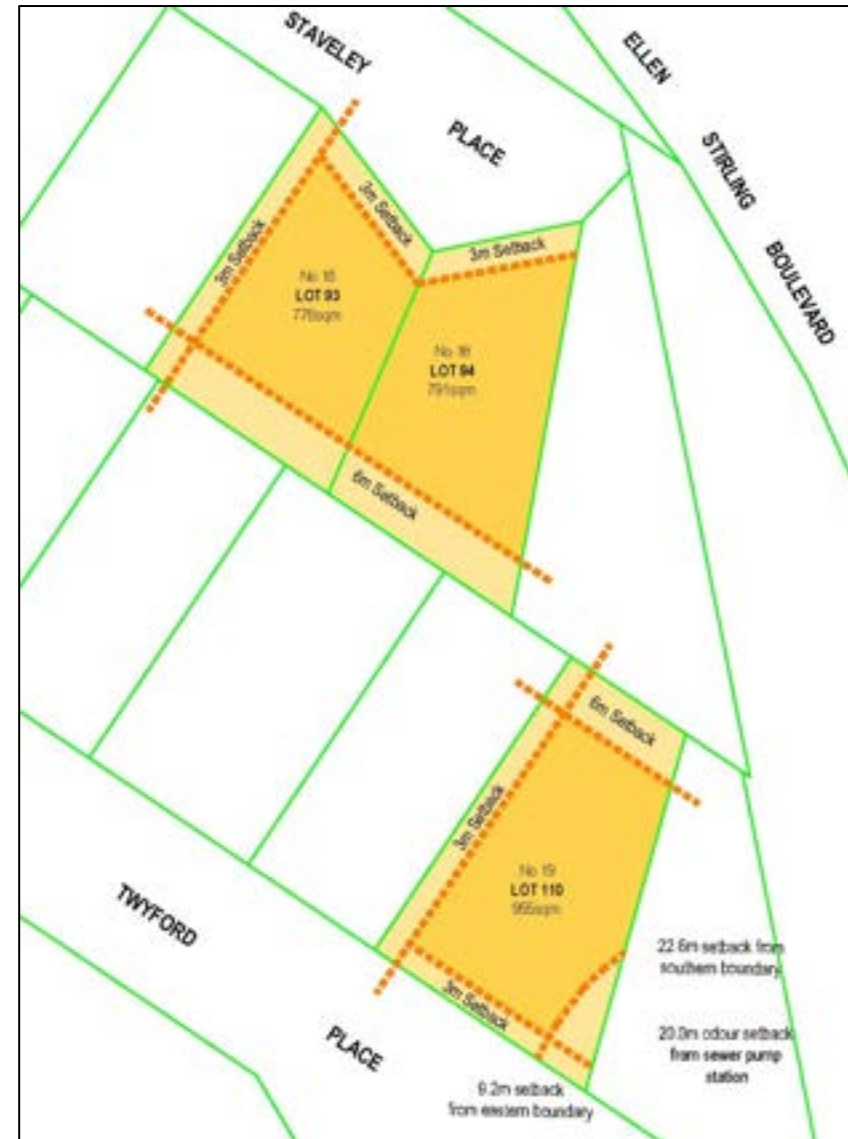 STAVELEY
PLACE
ELLEN
STIRLING
BOULEVARD
3m Setback
3m Setback
3m Setback
LOT 93
No 16
LOT 94
791sqm
6m Setback
6m Setback
3m Setback
No 19
LOT 110
955sqm
3m Setback
TWYFORD
PLACE
22.6m setback from
southern boundary
20.0m odour setback
from sewer pump
station
9.2m setback
from eastern boundary